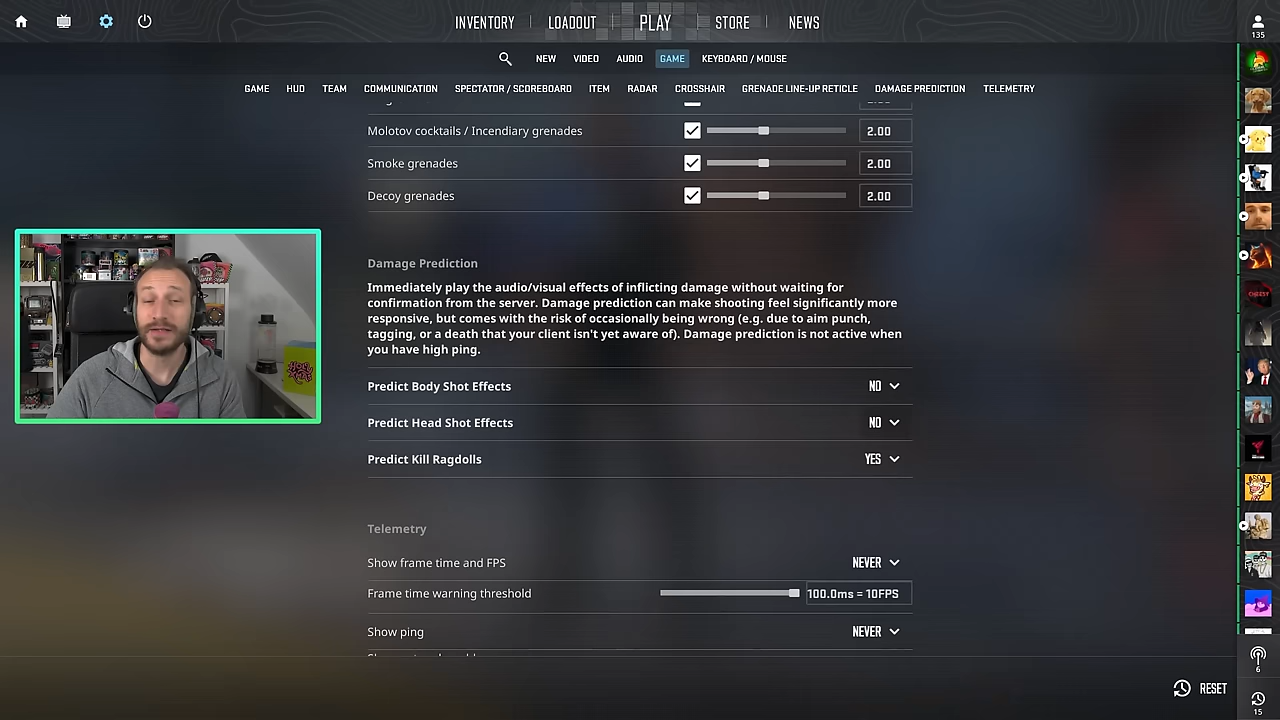 INVENTORY
LOADOUT
PLAY
STORE
NEWS
135
NEW
VIDEO
AUDIO
GAME
KEYBOARD / MOUSE
GAME
HUD
TEAM
COMMUNICATION
SPECTATOR / SCOREBOARD
ITEM
RADAR
CROSSHAIR
GRENADE LINE-UP RETICLE
DAMAGE PREDICTION
TELEMETRY
Molotov cocktails / Incendiary grenades
2.00
Smoke grenades
2.00
Decoy grenades
2.00
Damage Prediction
Immediately play the audio/visual effects of inflicting damage without waiting for
confirmation from the server. Damage prediction can make shooting feel significantly more
responsive, but comes with the risk of occasionally being wrong (e.g. due to aim punch,
tagging, or a death that your client isn't yet aware of). Damage prediction is not active when
you have high ping.
Predict Body Shot Effects
NO
Predict Head Shot Effects
NO
Predict Kill Ragdolls
YES
Telemetry
Show frame time and FPS
NEVER
Frame time warning threshold
100.0ms = 10FPS
Show ping
NEVER
6
RESET
15